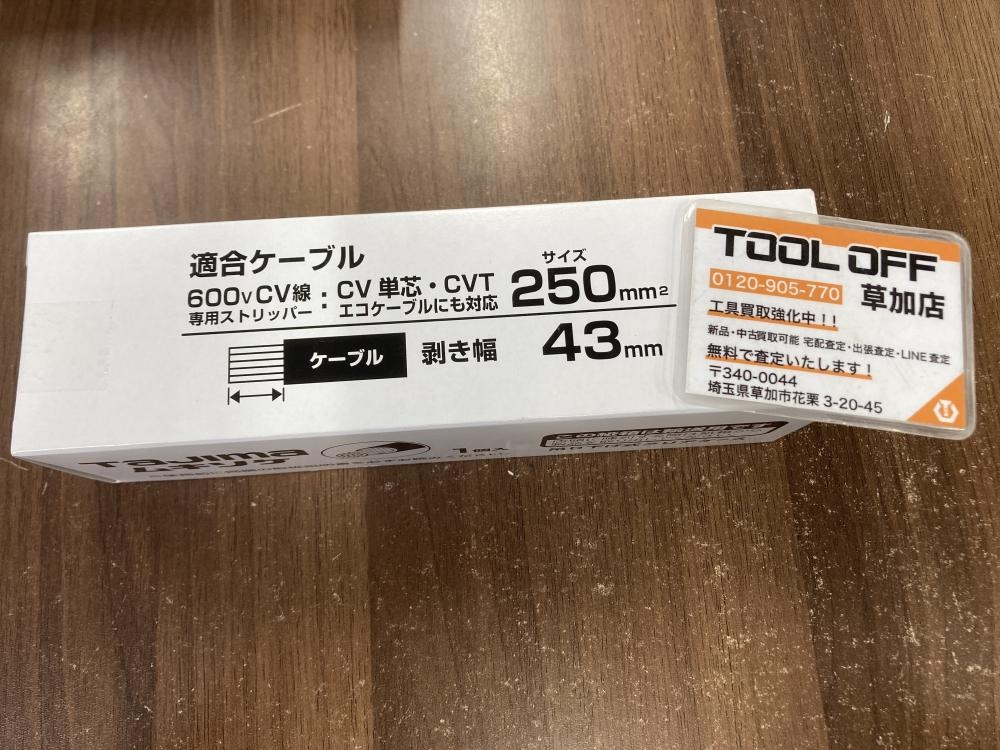 適合ケーブル
600V CV線
専用ストリッパー
:
CV 単芯・CVT
エコケーブルにも対応
サイズ
250mm2
ケーブル
剥き幅
43mm
Tajima
ムキソケ
1個入
TOOL OFF
0120-905-770
草加店
工具買取強化中!!
新品・中古買取可能 宅配査定・出張査定・LINE査定
無料で査定いたします!
〒340-0044
埼玉県草加市花栗 3-20-45